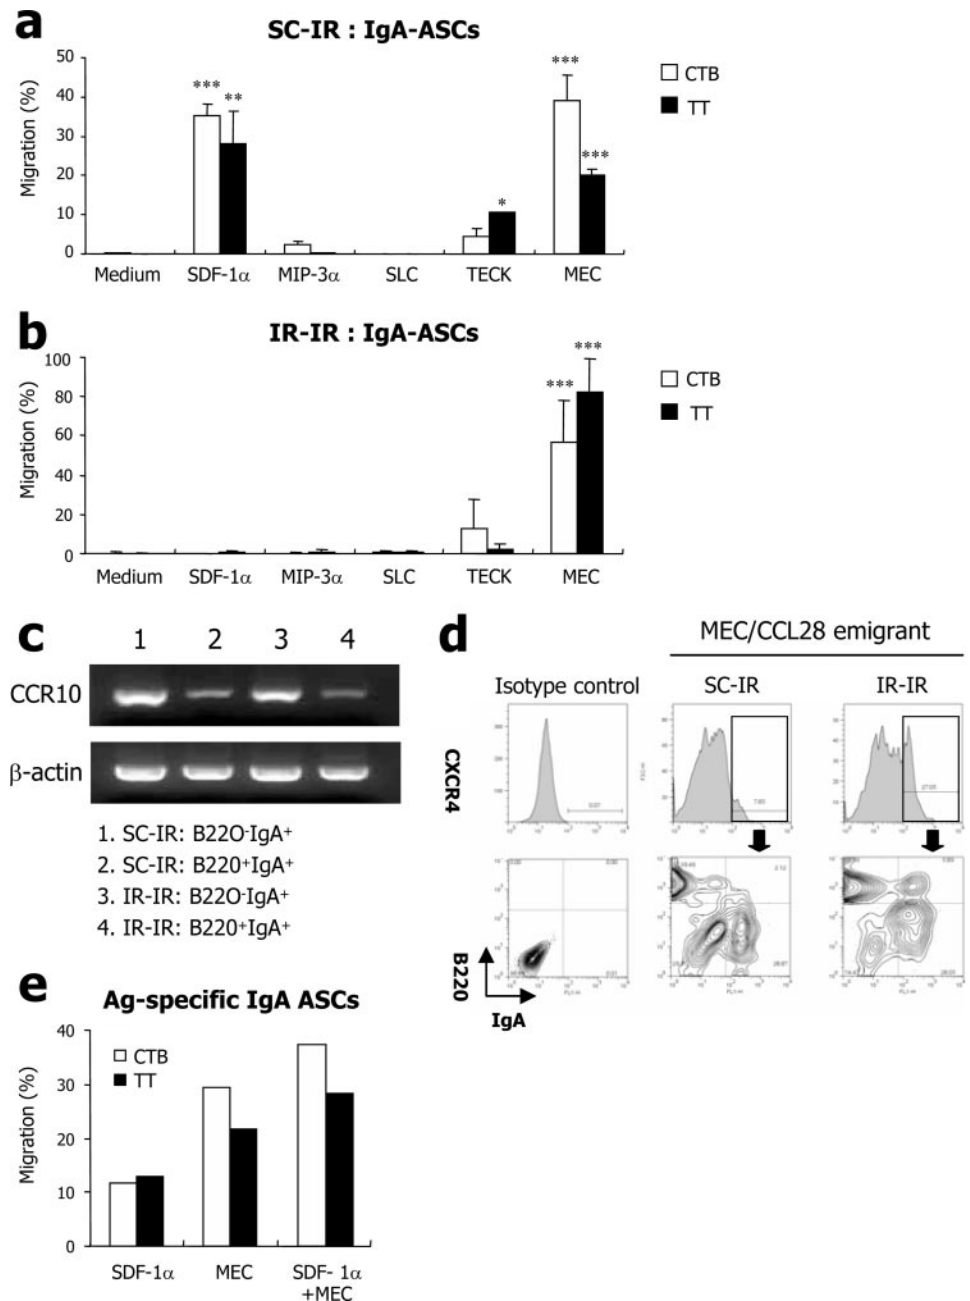 a
SC-IR : IgA-ASCs
Migration (%)
50
40
30
20
10
0
*** ** * *** ***
CTB
TT
Medium SDF-1α MIP-3α SLC TECK MEC
b
IR-IR : IgA-ASCs
Migration (%)
100
80
60
40
20
0
*** ***
CTB
TT
Medium SDF-1α MIP-3α SLC TECK MEC
c
1 2 3 4
CCR10
β-actin
1. SC-IR: B22O⁻IgA⁺
2. SC-IR: B220⁺IgA⁺
3. IR-IR: B22O⁻IgA⁺
4. IR-IR: B220⁺IgA⁺
d
MEC/CCL28 emigrant
Isotype control SC-IR IR-IR
CXCR4
B220
IgA
e
Ag-specific IgA ASCs
Migration (%)
40
30
20
10
0
CTB
TT
SDF-1α MEC SDF- 1α
+MEC